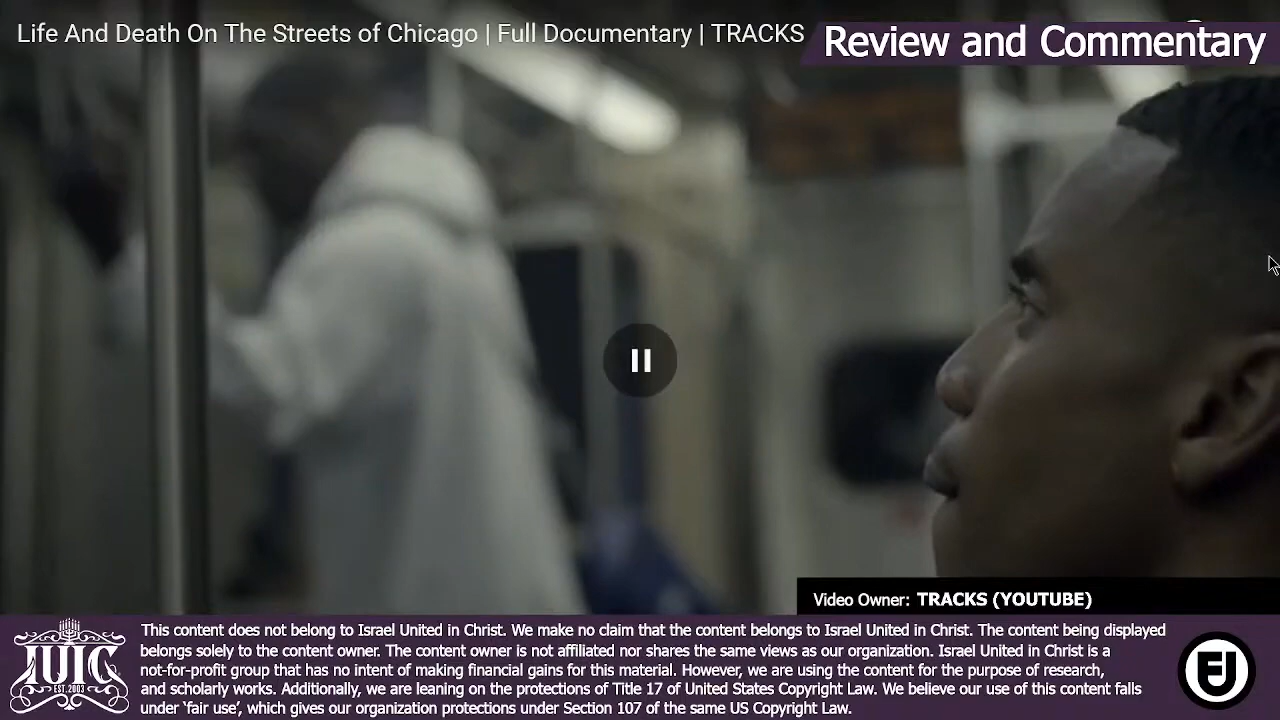 Life And Death On The Streets of Chicago | Full Documentary | TRACKS
Review and Commentary
Video Owner: TRACKS (YOUTUBE)
This content does not belong to Israel United in Christ. We make no claim that the content belongs to Israel United in Christ. The content being displayed
belongs solely to the content owner. The content owner is not affiliated nor shares the same views as our organization. Israel United in Christ is a
not-for-profit group that has no intent of making financial gains for this material. However, we are using the content for the purpose of research,
and scholarly works. Additionally, we are leaning on the protections of Title 17 of United States Copyright Law. We believe our use of this content falls
under 'fair use', which gives our organization protections under Section 107 of the same US Copyright Law.
IUIC
EST. 2003